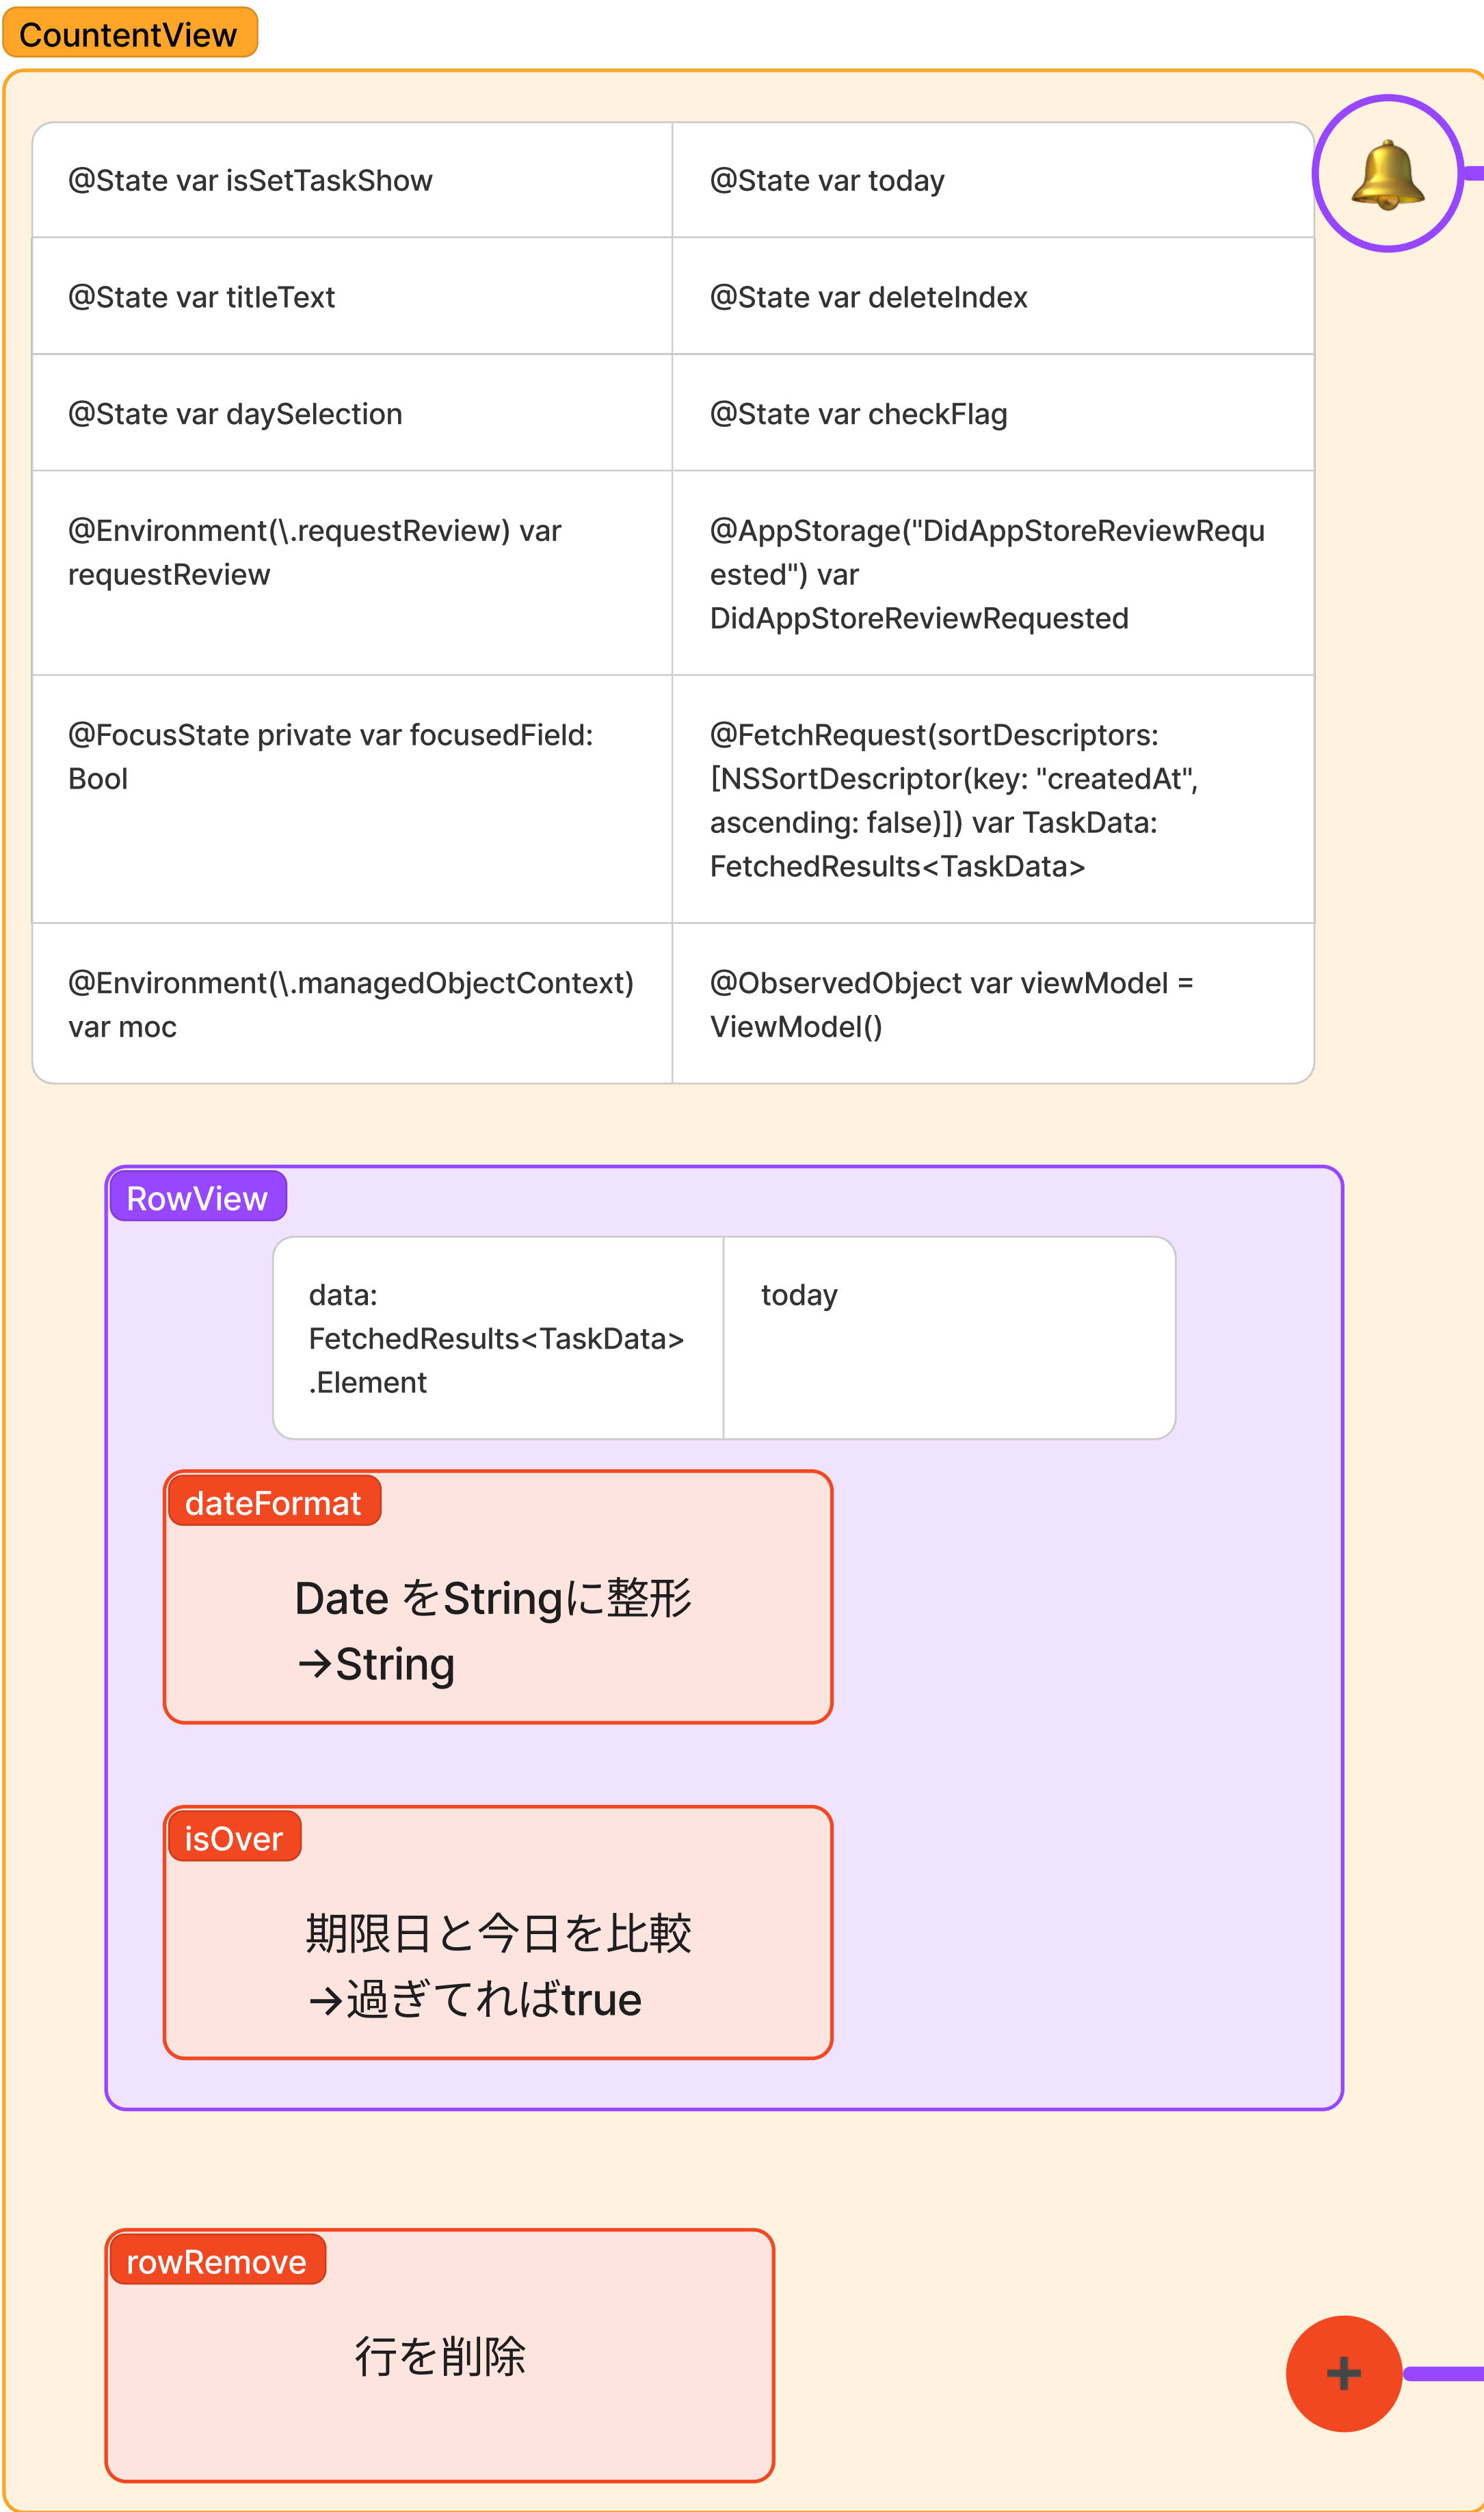 CountentView
@State var isSetTaskShow
@State var today
@State var titleText
@State var deleteIndex
@State var daySelection
@State var checkFlag
@Environment(\.requestReview) var
requestReview
@AppStorage("DidAppStoreReviewRequ
ested") var
DidAppStoreReviewRequested
@FocusState private var focusedField:
Bool
@FetchRequest(sortDescriptors:
[NSSortDescriptor(key: "createdAt",
ascending: false)]) var TaskData:
FetchedResults<TaskData>
@Environment(\.managedObjectContext)
var moc
@ObservedObject var viewModel =
ViewModel()
RowView
data:
FetchedResults<TaskData>
.Element
today
dateFormat
Date をStringに整形
→String
isOver
期限日と今日を比較
→過ぎてればtrue
rowRemove
行を削除
+